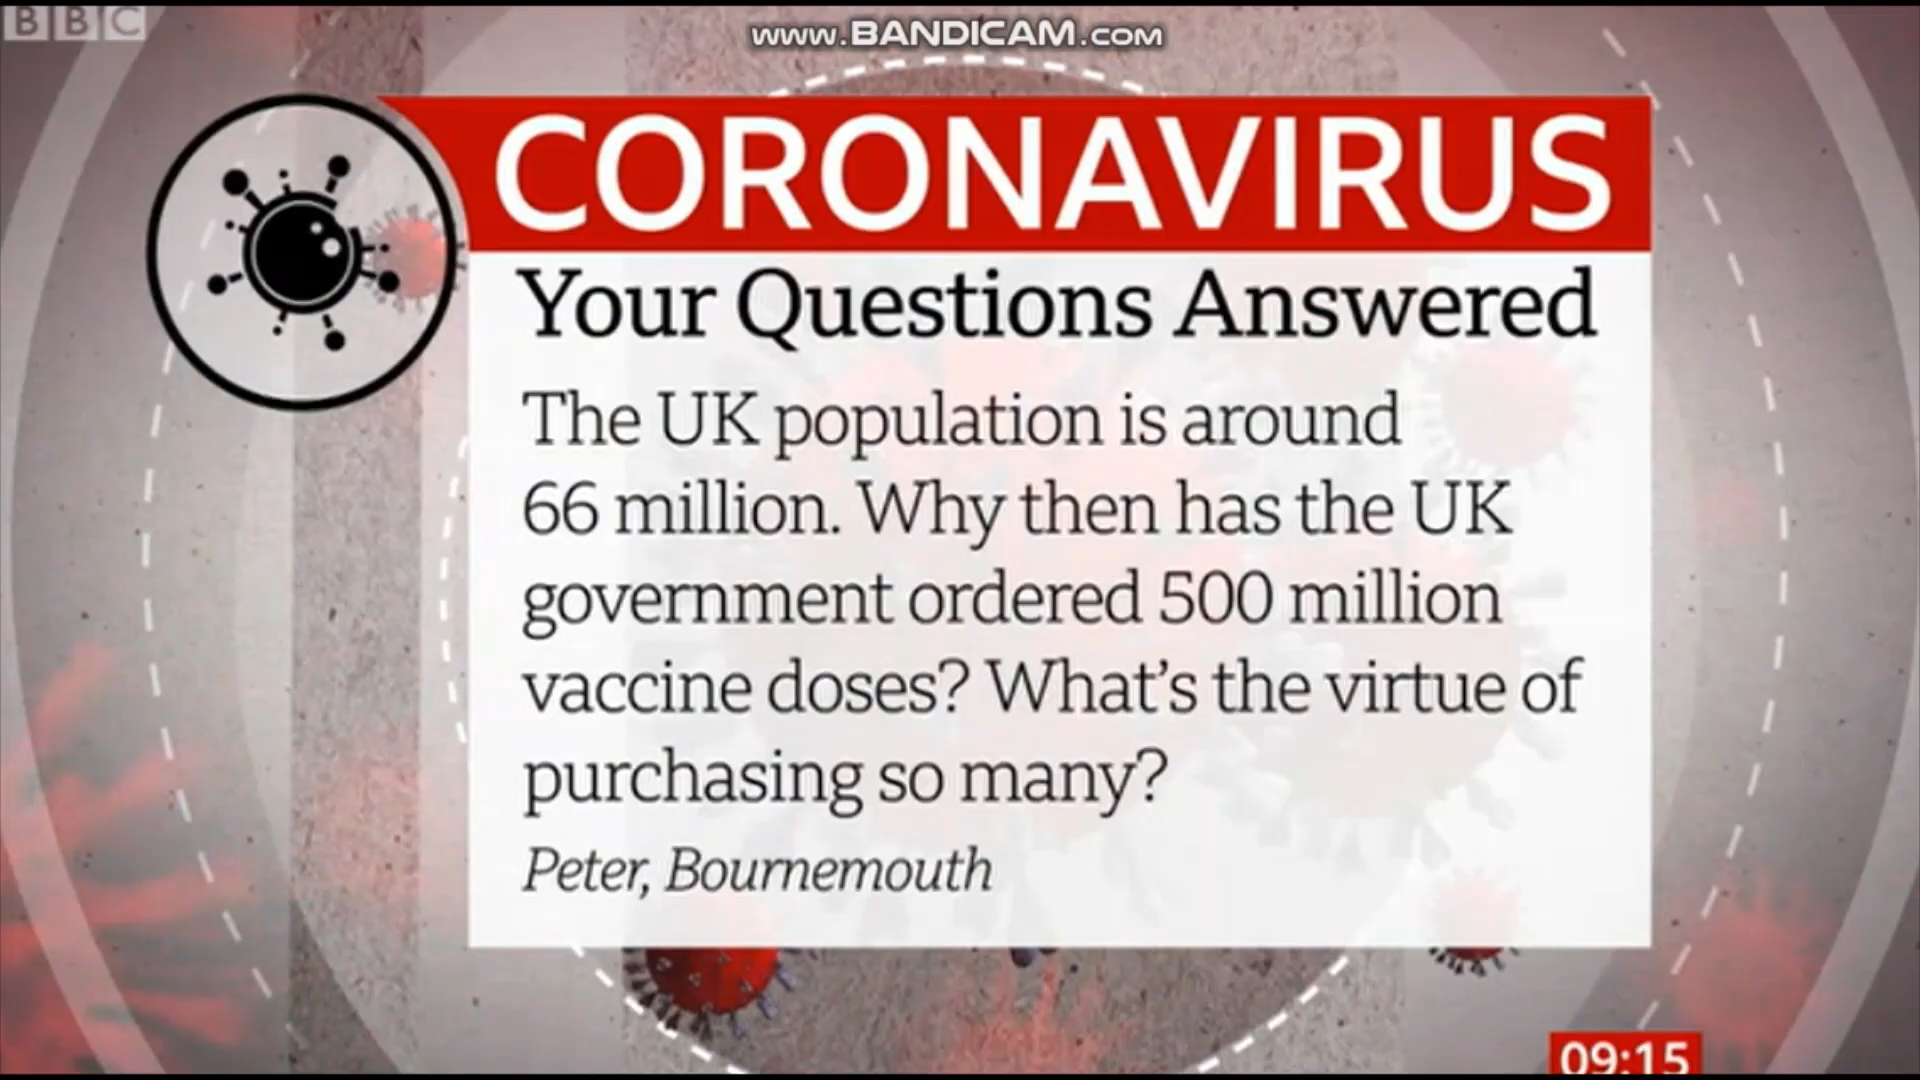 BBC
www.BANDICAM.com
CORONAVIRUS
Your Questions Answered
The UK population is around
66 million. Why then has the UK
government ordered 500 million
vaccine doses? What's the virtue of
purchasing so many?
Peter, Bournemouth
09:15